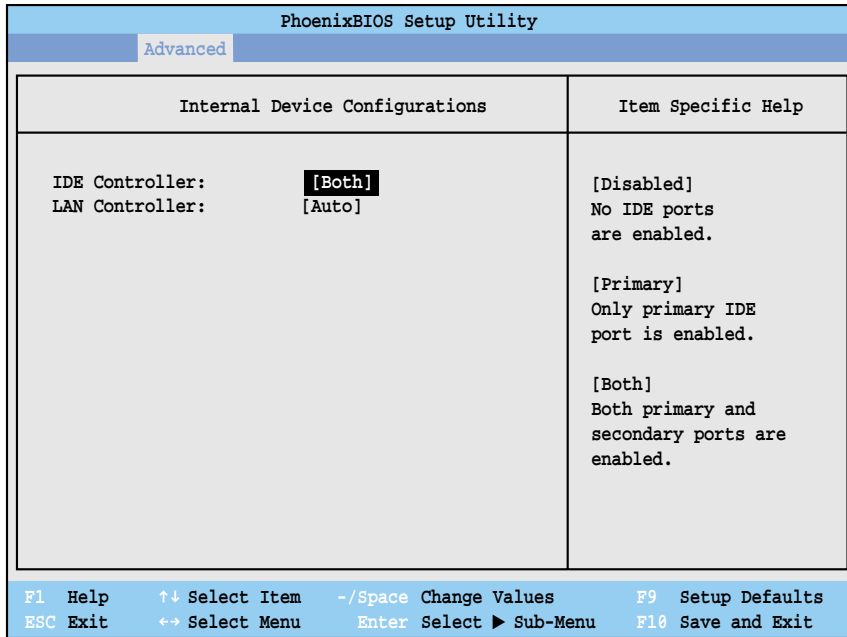 PhoenixBIOS Setup Utility
Advanced
Internal Device Configurations
Item Specific Help
IDE Controller: [Both]
LAN Controller: [Auto]
[Disabled]
No IDE ports
are enabled.
[Primary]
Only primary IDE
port is enabled.
[Both]
Both primary and
secondary ports are
enabled.
F1 Help ↑↓ Select Item -/Space Change Values F9 Setup Defaults
ESC Exit ←→ Select Menu Enter Select ▶ Sub-Menu F10 Save and Exit